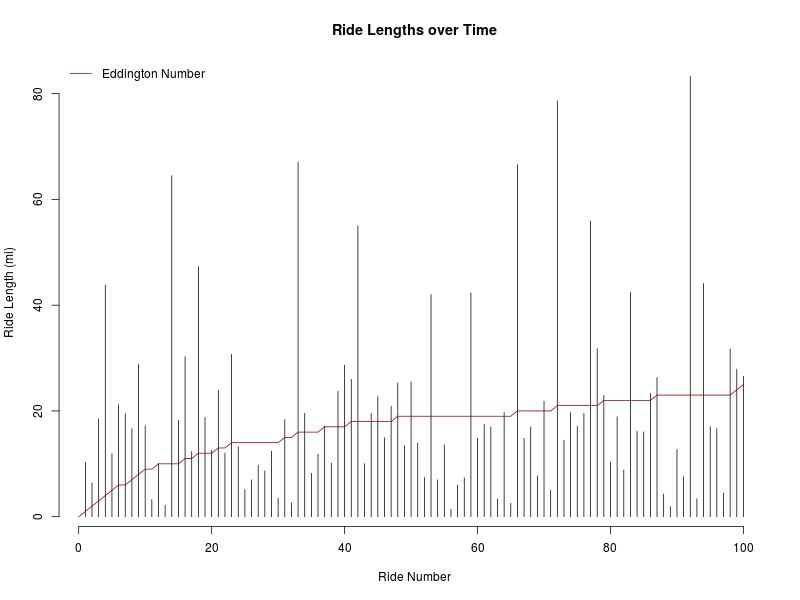 Ride Lengths over Time
Eddington Number
Ride Length (mi)
80
60
40
20
0
0 20 40 60 80 100
Ride Number